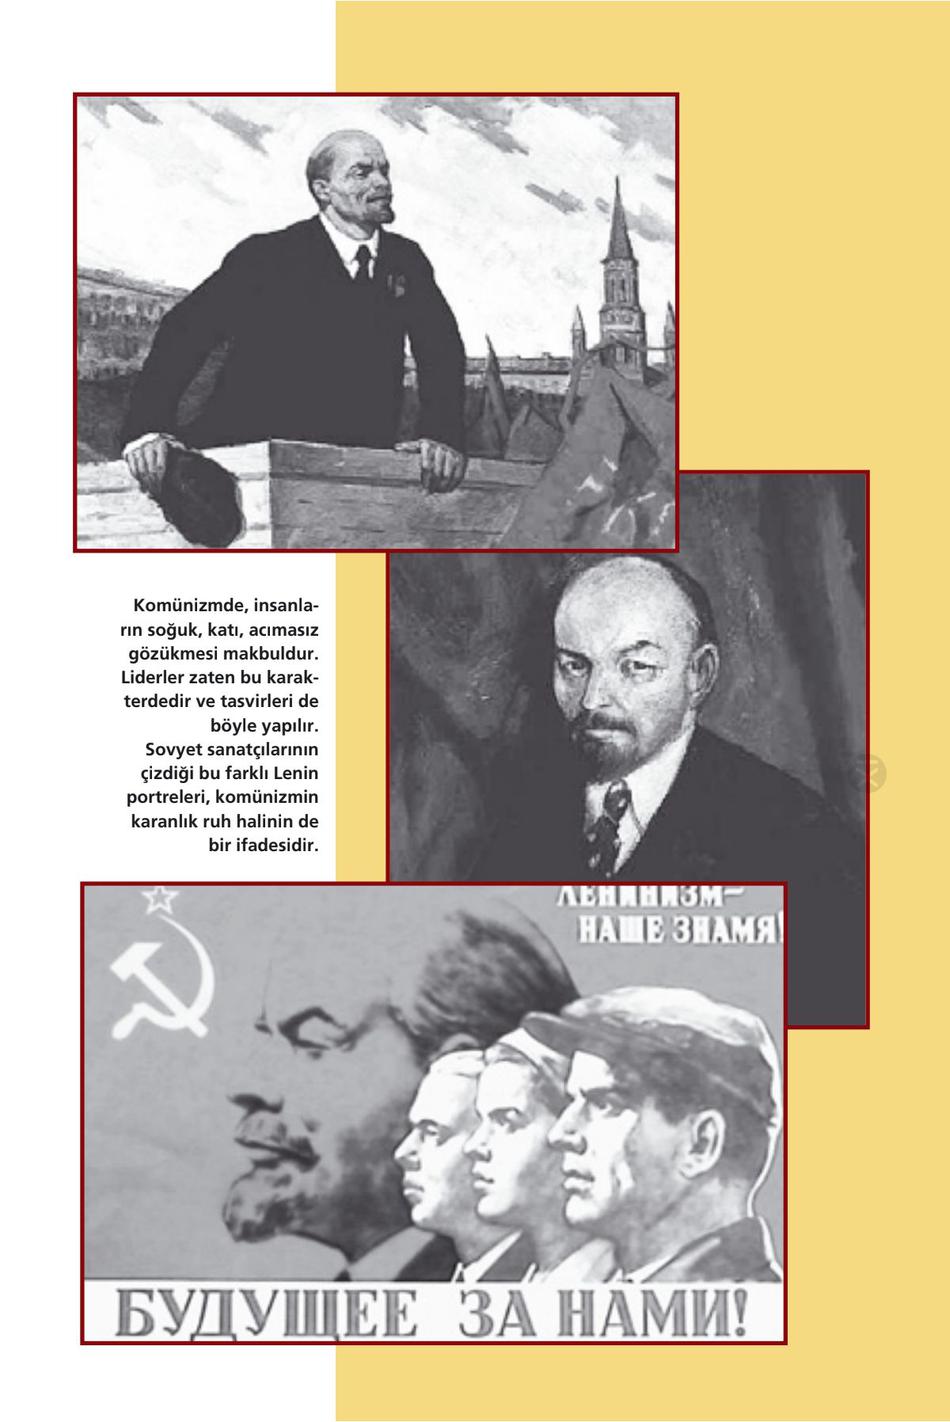 Komünizmde, insanla-
rın soğuk, katı, acımasız
gözükmesi makbuldur.
Liderler zaten bu karak-
terdedir ve tasvirleri de
böyle yapılır.
Sovyet sanatçılarının
çizdiği bu farklı Lenin
portreleri, komünizmin
karanlık ruh halinin de
bir ifadesidir.
ЛЕНИНИЗМ–
НАШЕ ЗНАМЯ!
БУДУЩЕЕ ЗА НАМИ!